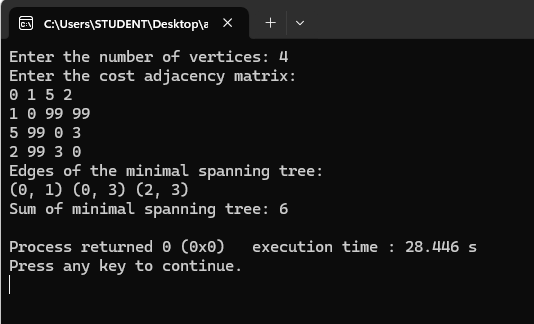 C:\Users\STUDENT\Desktop\a
Enter the number of vertices: 4
Enter the cost adjacency matrix:
0 1 5 2
1 0 99 99
5 99 0 3
2 99 3 0
Edges of the minimal spanning tree:
(0, 1) (0, 3) (2, 3)
Sum of minimal spanning tree: 6
Process returned 0 (0x0)   execution time : 28.446 s
Press any key to continue.